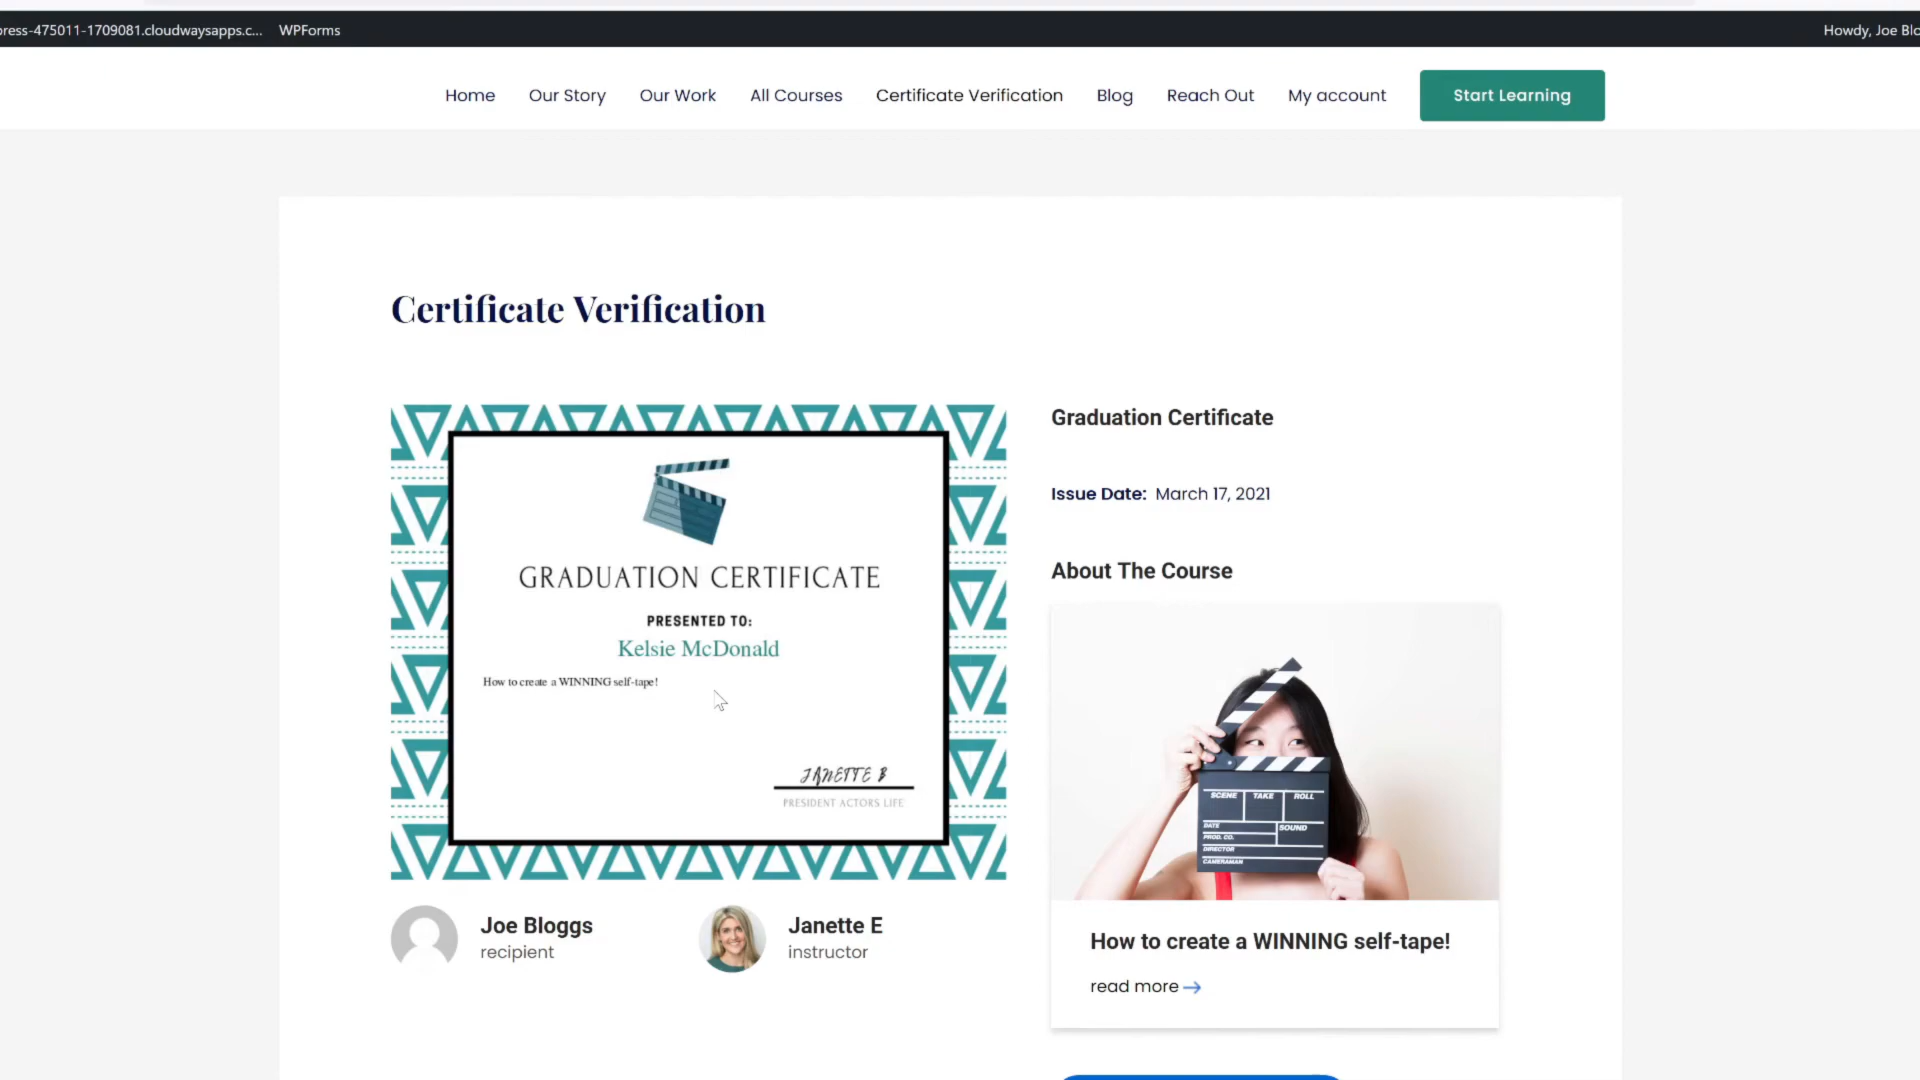 press-475011-1709081.cloudwaysapps.c... WPForms Howdy, Joe Blo
Home Our Story Our Work All Courses Certificate Verification Blog Reach Out My account Start Learning
Certificate Verification
GRADUATION CERTIFICATE
PRESENTED TO:
Kelsie McDonald
How to create a WINNING self-tape!
JANETTE B
PRESIDENT ACTORS LIFE
Joe Bloggs
recipient
Janette E
instructor
Graduation Certificate
Issue Date: March 17, 2021
About The Course
SCENE TAKE ROLL
DATE SOUND
PROD. CO.
DIRECTOR
CAMERAMAN
How to create a WINNING self-tape!
read more